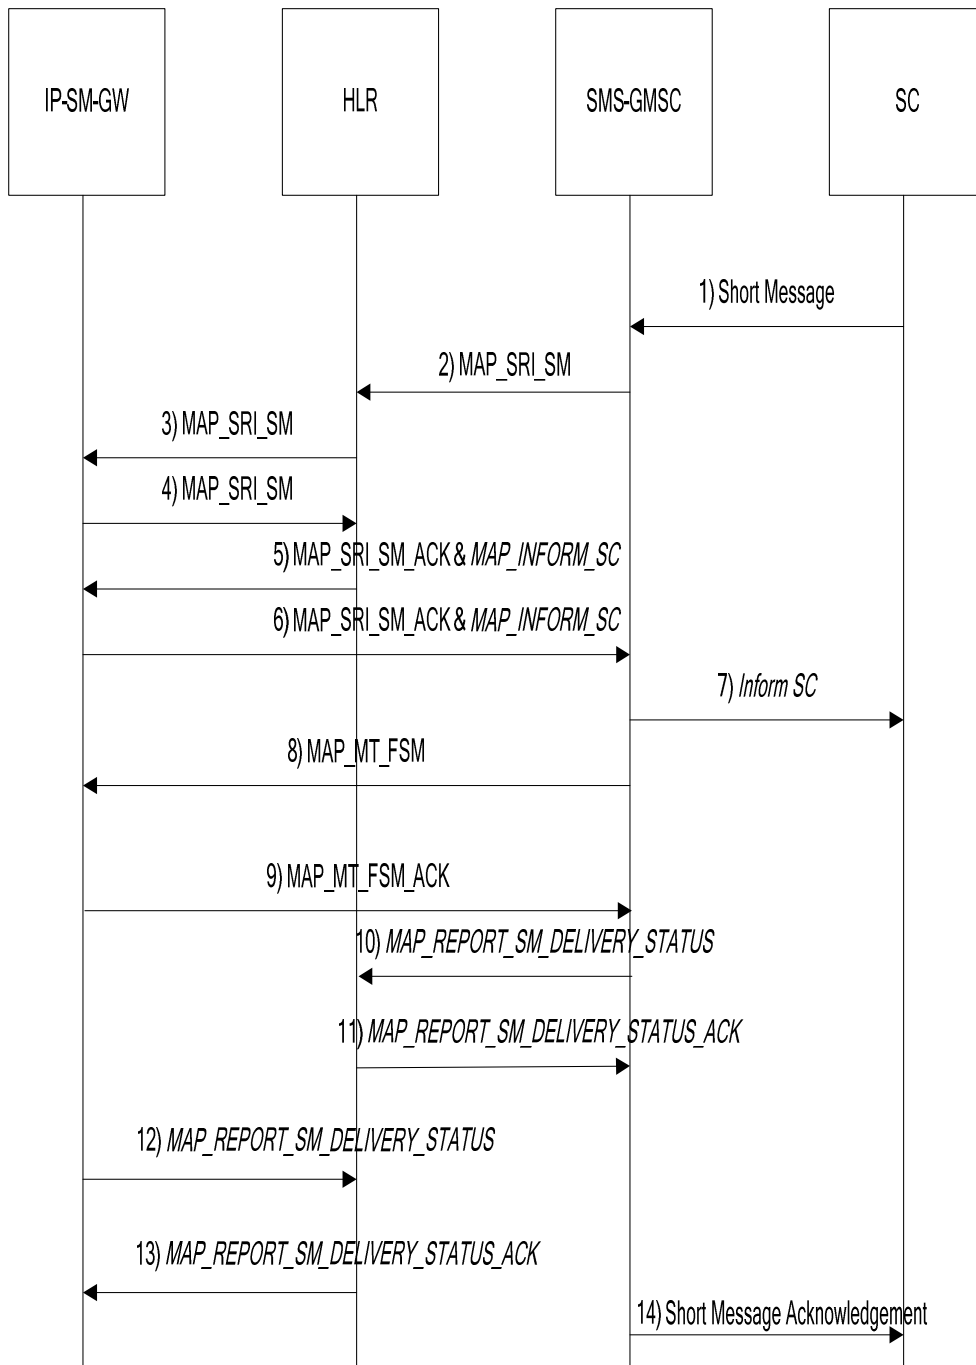 IP-SM-GW
HLR
SMS-GMSC
SC
1) Short Message
2) MAP_SRI_SM
3) MAP_SRI_SM
4) MAP_SRI_SM
5) MAP_SRI_SM_ACK & MAP_INFORM_SC
6) MAP_SRI_SM_ACK & MAP_INFORM_SC
7) Inform SC
8) MAP_MT_FSM
9) MAP_MT_FSM_ACK
10) MAP_REPORT_SM_DELIVERY_STATUS
11) MAP_REPORT_SM_DELIVERY_STATUS_ACK
12) MAP_REPORT_SM_DELIVERY_STATUS
13) MAP_REPORT_SM_DELIVERY_STATUS_ACK
14) Short Message Acknowledgement